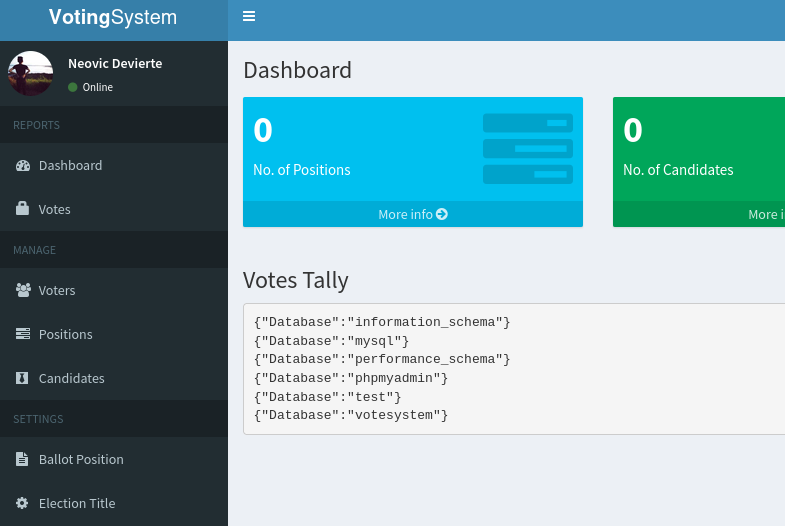 VotingSystem
Neovic Devierte
Online
REPORTS
Dashboard
Votes
MANAGE
Voters
Positions
Candidates
SETTINGS
Ballot Position
Election Title
Dashboard
0
No. of Positions
More info
0
No. of Candidates
More i
Votes Tally
{"Database":"information_schema"}
{"Database":"mysql"}
{"Database":"performance_schema"}
{"Database":"phpmyadmin"}
{"Database":"test"}
{"Database":"votesystem"}